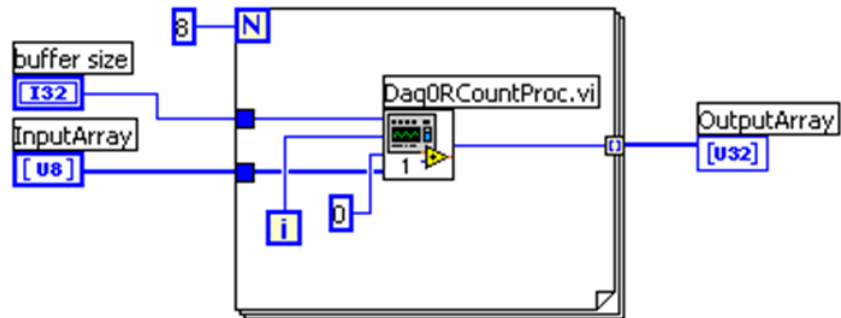 8
N
buffer size
I32
Daq0RCountProc.vi
InputArray
[U8]
1
OutputArray
[U32]
0
i